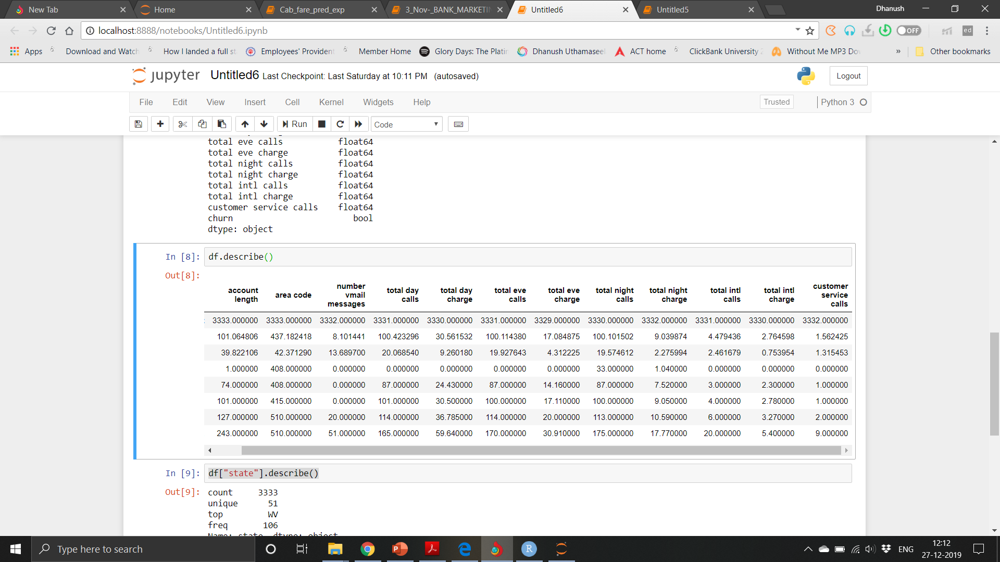 New Tab
Home
Cab_fare_pred_exp
3_Nov-_BANK_MARKETIN
Untitled6
Untitled5
Dhanush
localhost:8888/notebooks/Untitled6.ipynb
OFF
ed
Apps
Download and Watch
How I landed a full st
Employees' Provident
Member Home
Glory Days: The Platin
Dhanush Uthamaseel
ACT home
ClickBank University 2
Without Me MP3 Dov
»
Other bookmarks
jupyter Untitled6 Last Checkpoint: Last Saturday at 10:11 PM (autosaved)
Logout
File Edit View Insert Cell Kernel Widgets Help
Trusted
Python 3
Run
Code
total eve calls float64
total eve charge float64
total night calls float64
total night charge float64
total intl calls float64
total intl charge float64
customer service calls float64
churn bool
dtype: object
In [8]: df.describe()
Out[8]:
account length area code number vmail messages total day calls total day charge total eve calls total eve charge total night calls total night charge total intl calls total intl charge customer service calls
3333.000000 3333.000000 3332.000000 3331.000000 3330.000000 3331.000000 3329.000000 3330.000000 3332.000000 3331.000000 3330.000000 3332.000000
101.064806 437.182418 8.101441 100.423296 30.561532 100.114380 17.084875 100.101502 9.039874 4.479436 2.764598 1.562425
39.822106 42.371290 13.689700 20.068540 9.260180 19.927643 4.312225 19.574612 2.275994 2.461679 0.753954 1.315453
1.000000 408.000000 0.000000 0.000000 0.000000 0.000000 0.000000 33.000000 1.040000 0.000000 0.000000 0.000000
74.000000 408.000000 0.000000 87.000000 24.430000 87.000000 14.160000 87.000000 7.520000 3.000000 2.300000 1.000000
101.000000 415.000000 0.000000 101.000000 30.500000 100.000000 17.110000 100.000000 9.050000 4.000000 2.780000 1.000000
127.000000 510.000000 20.000000 114.000000 36.785000 114.000000 20.000000 113.000000 10.590000 6.000000 3.270000 2.000000
243.000000 510.000000 51.000000 165.000000 59.640000 170.000000 30.910000 175.000000 17.770000 20.000000 5.400000 9.000000
In [9]: df["state"].describe()
Out[9]: count 3333
unique 51
top WV
freq 106
Name: state, dtype: object
Type here to search
ENG
12:12
27-12-2019